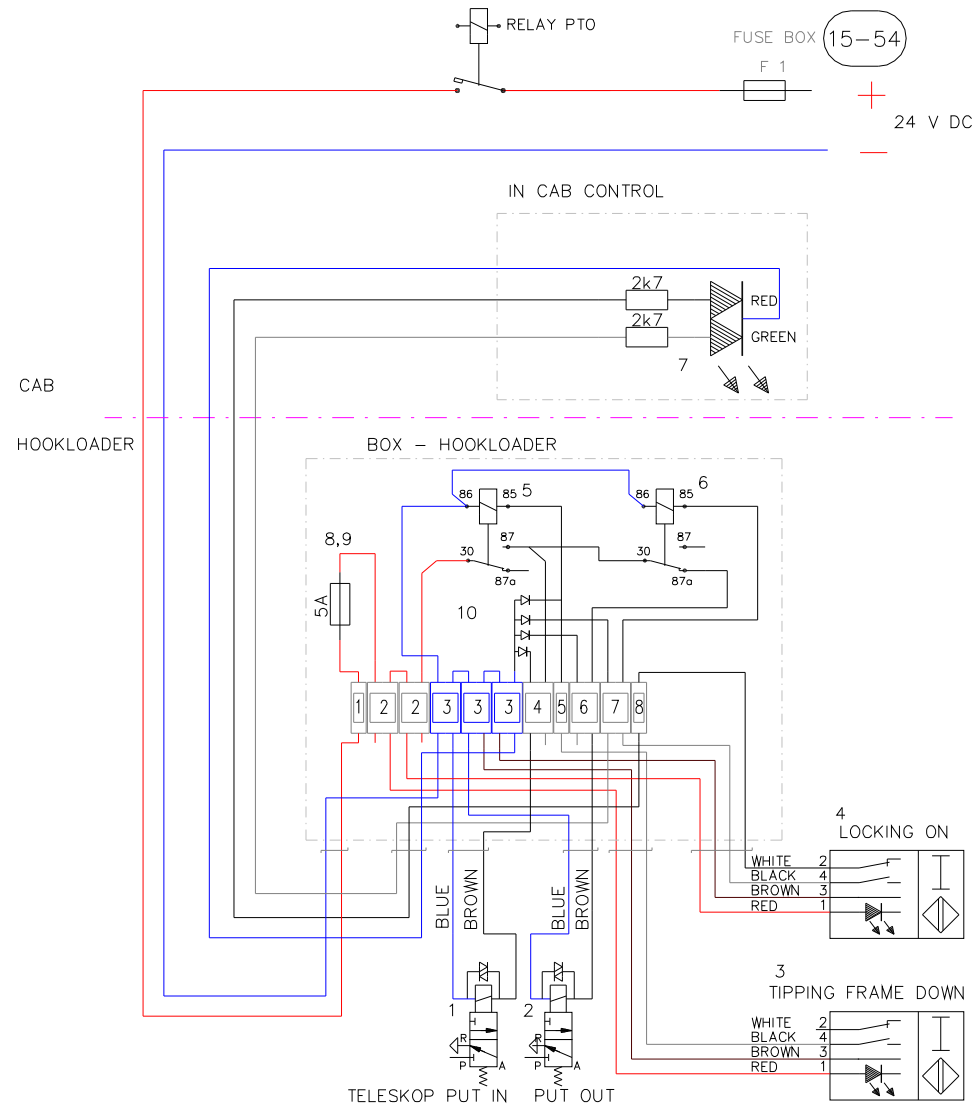 RELAY PTO
FUSE BOX 15-54
F 1
+
24 V DC
—
IN CAB CONTROL
2k7
RED
2k7
GREEN
7
CAB
HOOKLOADER
BOX - HOOKLOADER
86 85 5
86 85 6
8,9
30 87
87a
30 87
87a
5A
10
1 2 2 3 3 3 4 5 6 7 8
4
LOCKING ON
WHITE 2
BLACK 4
BROWN 3
RED 1
BLUE
BROWN
BLUE
BROWN
3
TIPPING FRAME DOWN
1
2
WHITE 2
BLACK 4
BROWN 3
RED 1
R
P A
R
P A
TELESKOP PUT IN PUT OUT